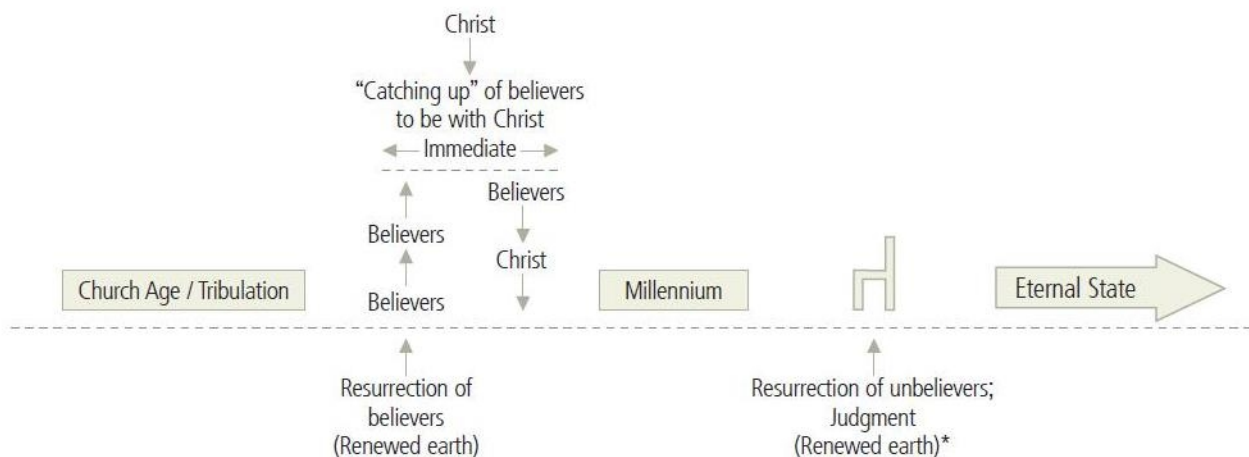 Christ
“Catching up” of believers
to be with Christ
Immediate
Believers
Believers
Christ
Believers
Church Age / Tribulation
Millennium
Eternal State
Resurrection of
believers
(Renewed earth)
Resurrection of unbelievers;
Judgment
(Renewed earth)*